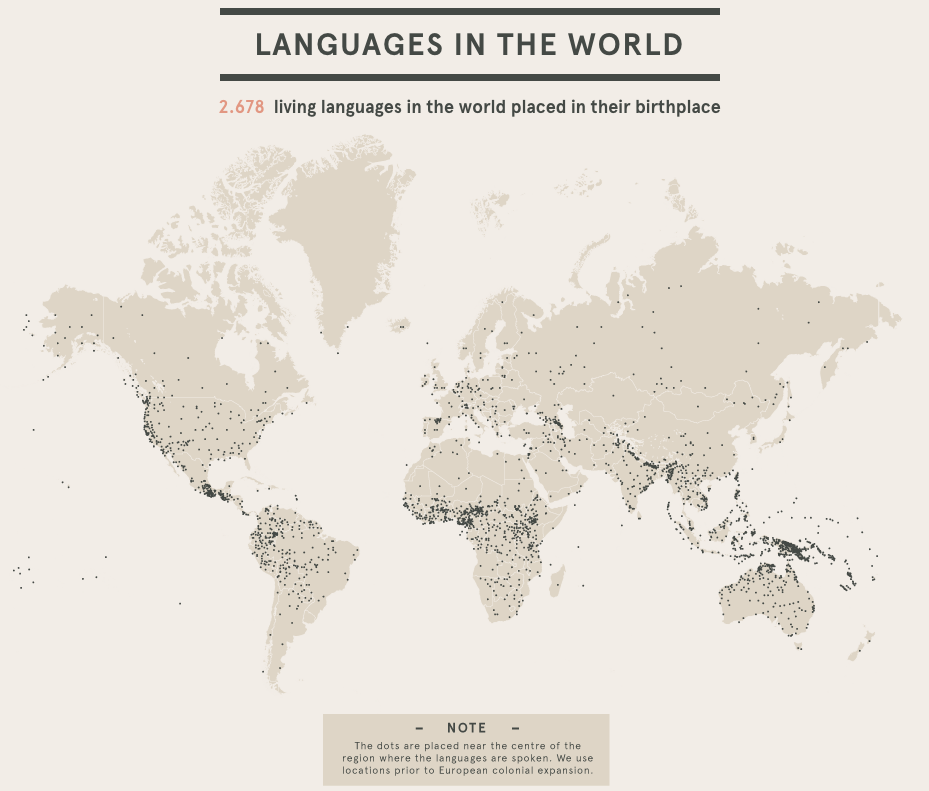 LANGUAGES IN THE WORLD
2.678 living languages in the world placed in their birthplace
– NOTE –
The dots are placed near the centre of the
region where the languages are spoken. We use
locations prior to European colonial expansion.